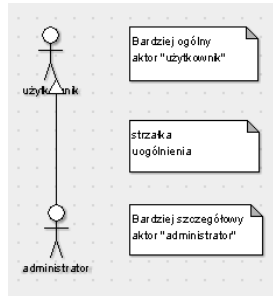 Bardziej ogólny
aktor "użytkownik"
użytkownik
strzałka
uogólnienia
Bardziej szczegółowy
aktor "administrator"
administrator